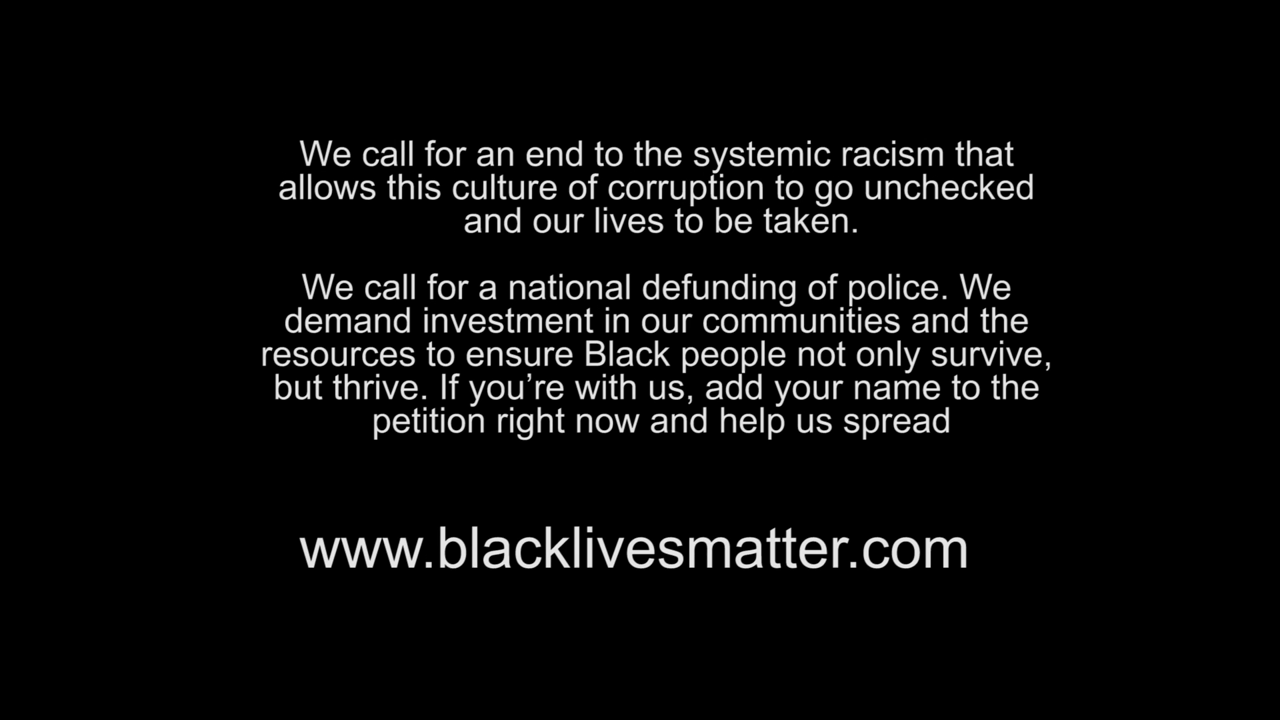 We call for an end to the systemic racism that
allows this culture of corruption to go unchecked
and our lives to be taken.
We call for a national defunding of police. We
demand investment in our communities and the
resources to ensure Black people not only survive,
but thrive. If you’re with us, add your name to the
petition right now and help us spread
www.blacklivesmatter.com